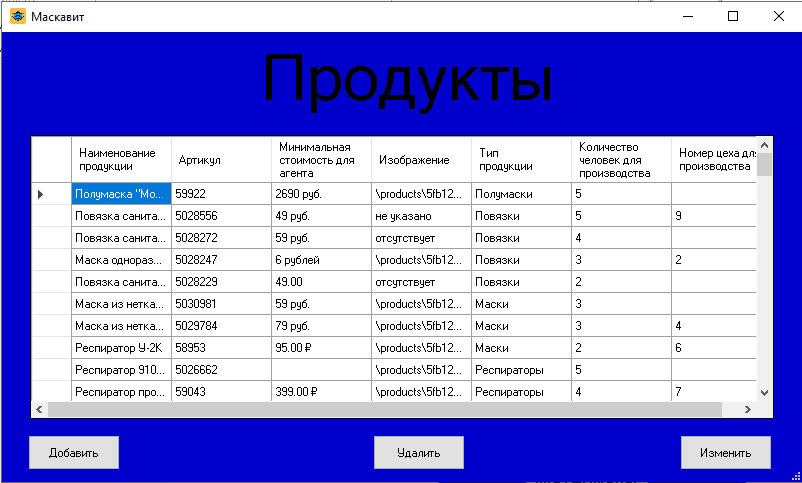 Маскавит
Продукты
Наименование продукции Артикул Минимальная стоимость для агента Изображение Тип продукции Количество человек для производства Номер цеха для производства
Полумаска "Мо... 59922 2690 руб. \products\5fb12... Полумаски 5
Повязка санита... 5028556 49 руб. не указано Повязки 5 9
Повязка санита... 5028272 59 руб. отсутствует Повязки 4
Маска однораз... 5028247 6 рублей \products\5fb12... Повязки 3 2
Повязка санита... 5028229 49.00 отсутствует Повязки 2
Маска из нетка... 5030981 59 руб. \products\5fb12... Маски 3
Маска из нетка... 5029784 79 руб. \products\5fb12... Маски 3 4
Респиратор У-2К 58953 95.00 ₽ \products\5fb12... Маски 2 6
Респиратор 910... 5026662 \products\5fb12... Респираторы 5
Респиратор про... 59043 399.00 ₽ \products\5fb12... Респираторы 4 7
Добавить Удалить Изменить